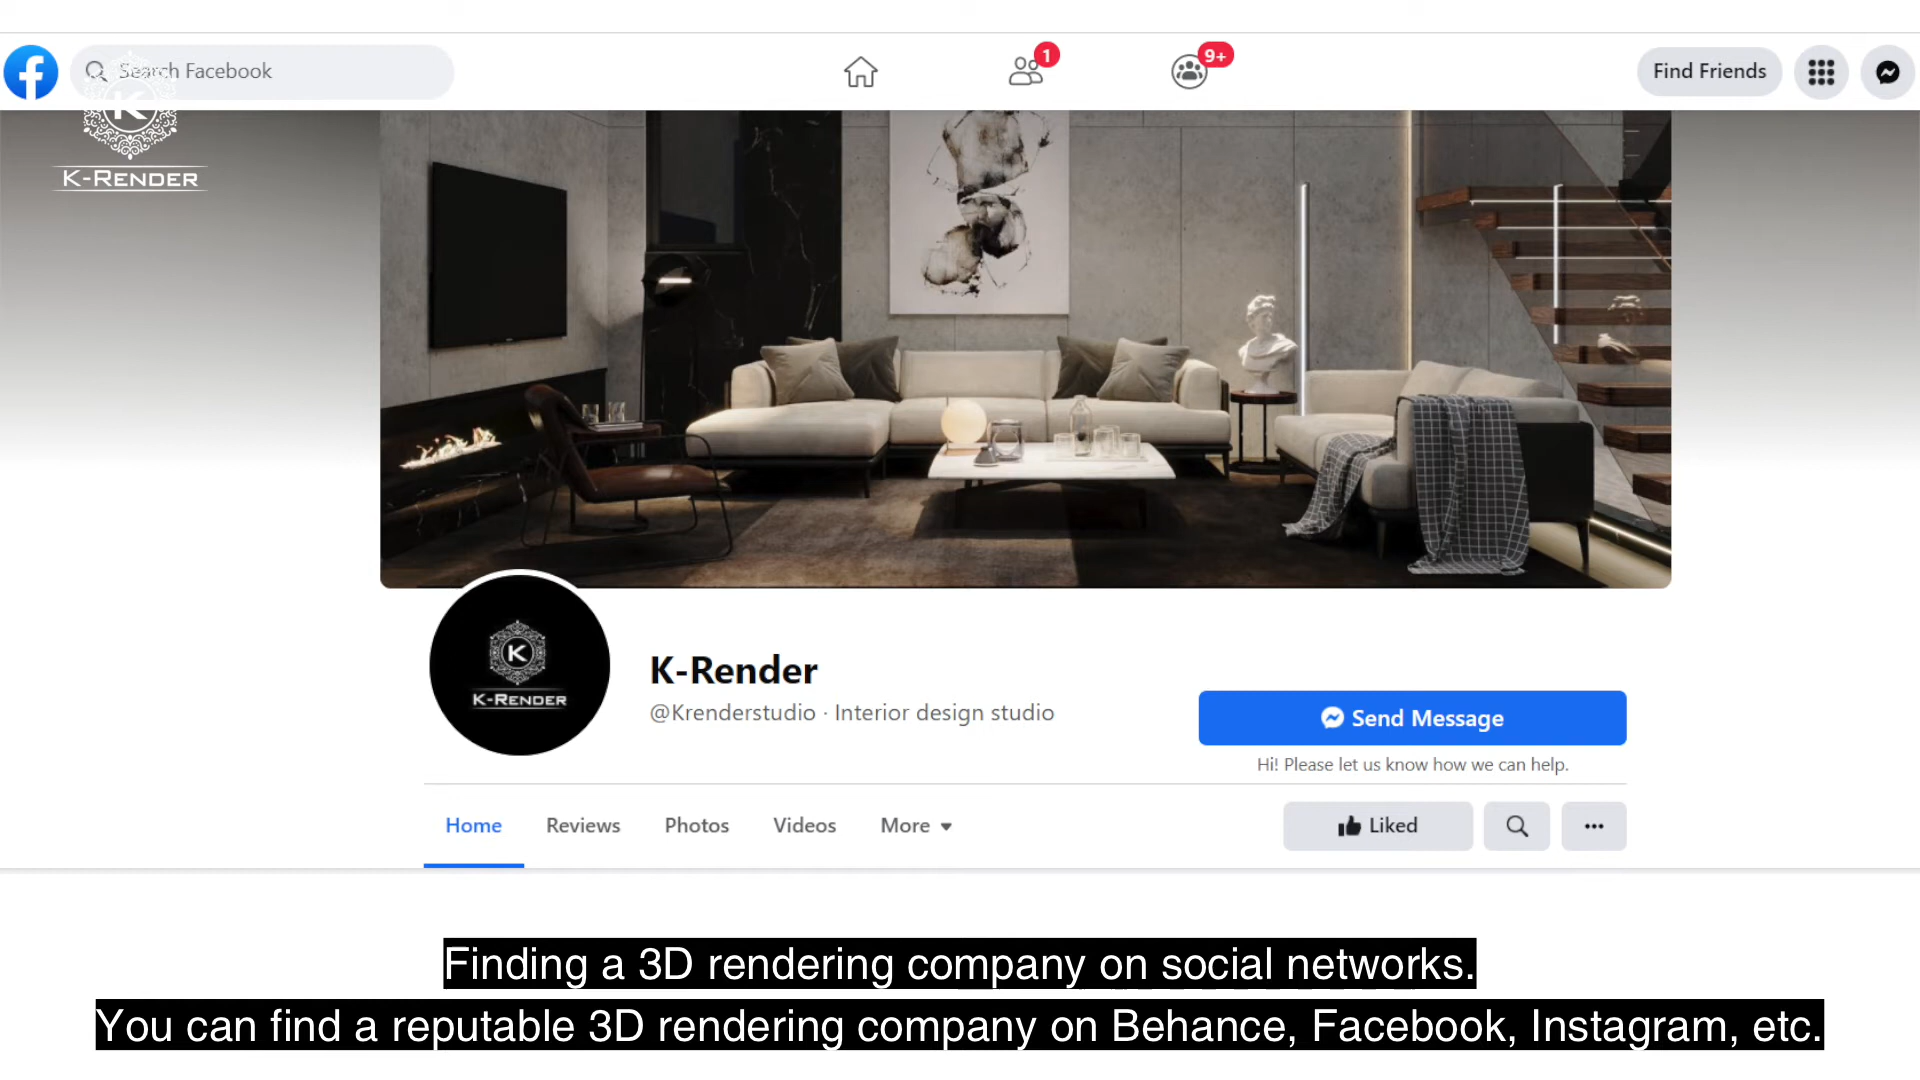 Search Facebook
1
9+
Find Friends
K
K-RENDER
K
K-RENDER
K-Render
@Krenderstudio · Interior design studio
Send Message
Hi! Please let us know how we can help.
Home
Reviews
Photos
Videos
More
Liked
Finding a 3D rendering company on social networks.
You can find a reputable 3D rendering company on Behance, Facebook, Instagram, etc.